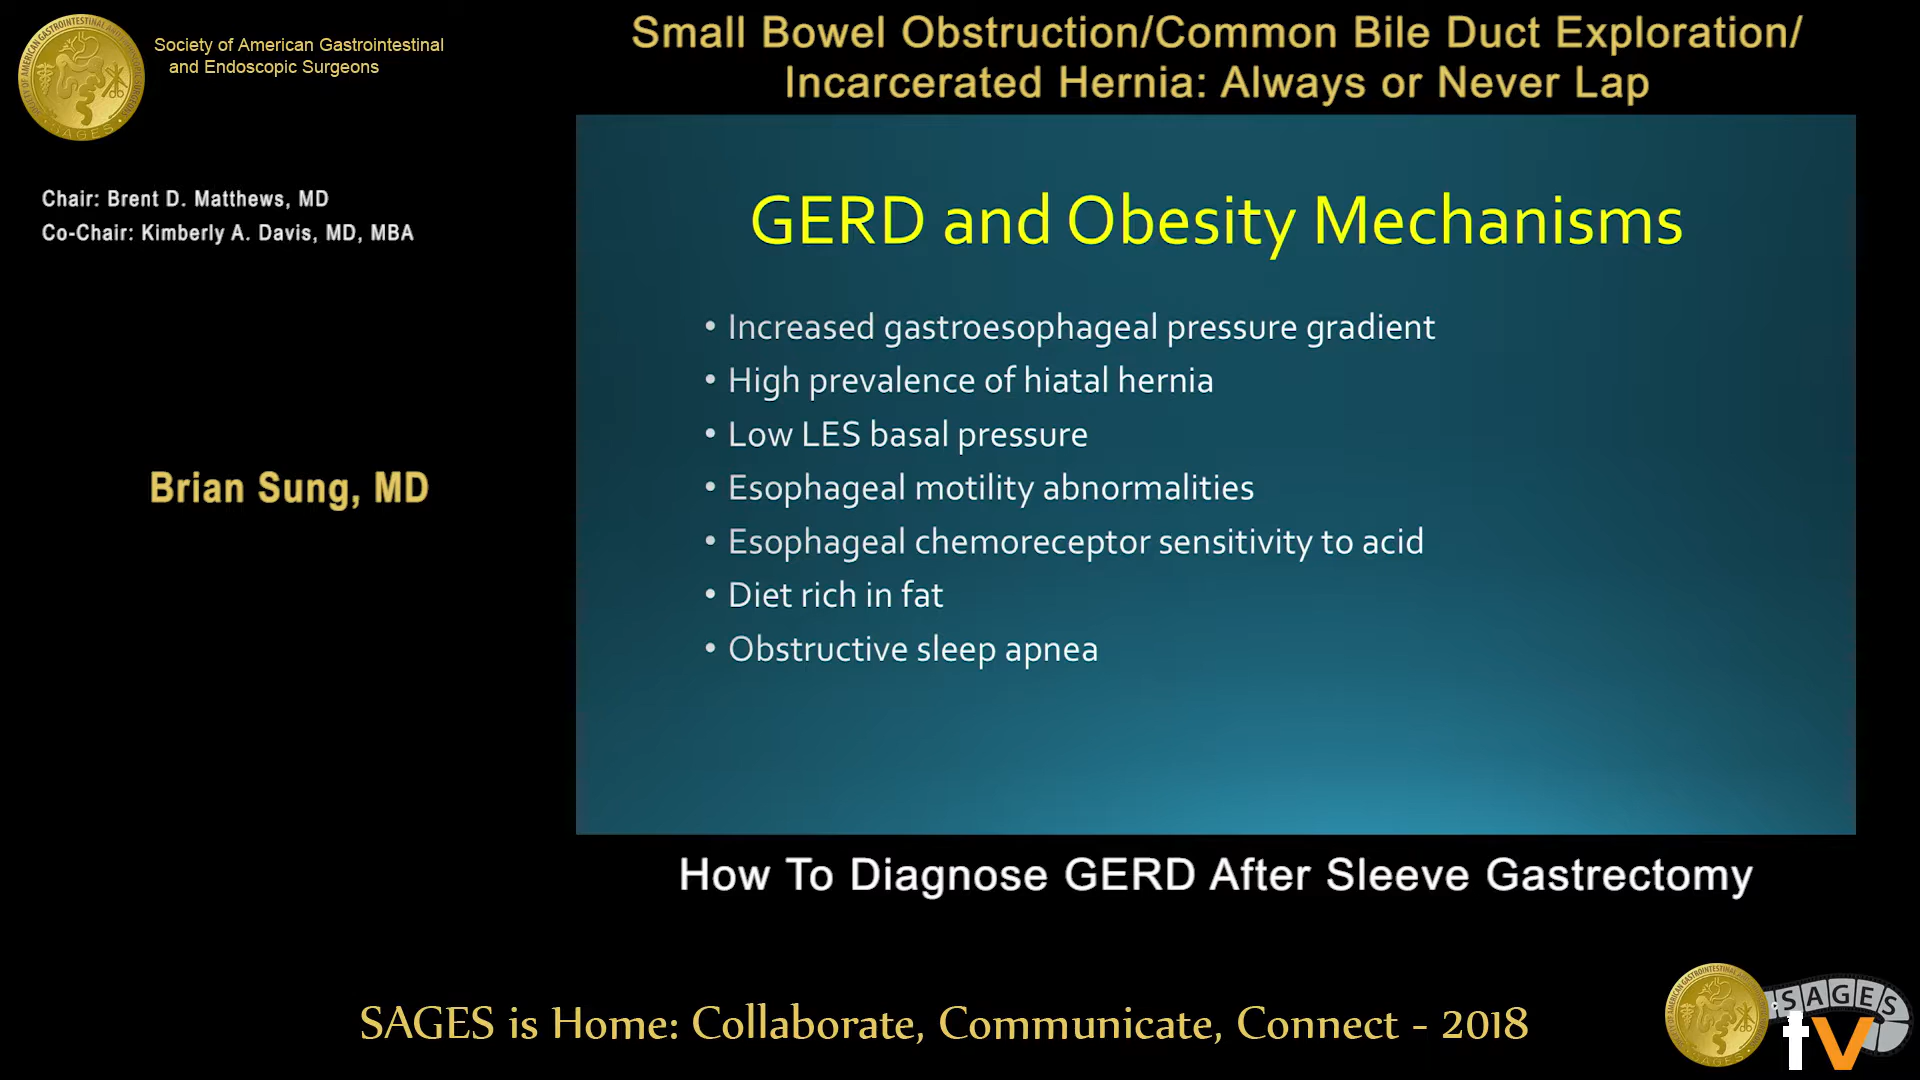 Society of American Gastrointestinal
and Endoscopic Surgeons
Small Bowel Obstruction/Common Bile Duct Exploration/
Incarcerated Hernia: Always or Never Lap
Chair: Brent D. Matthews, MD
Co-Chair: Kimberly A. Davis, MD, MBA
Brian Sung, MD
GERD and Obesity Mechanisms
• Increased gastroesophageal pressure gradient
• High prevalence of hiatal hernia
• Low LES basal pressure
• Esophageal motility abnormalities
• Esophageal chemoreceptor sensitivity to acid
• Diet rich in fat
• Obstructive sleep apnea
How To Diagnose GERD After Sleeve Gastrectomy
SAGES is Home: Collaborate, Communicate, Connect - 2018
SAGES
tv